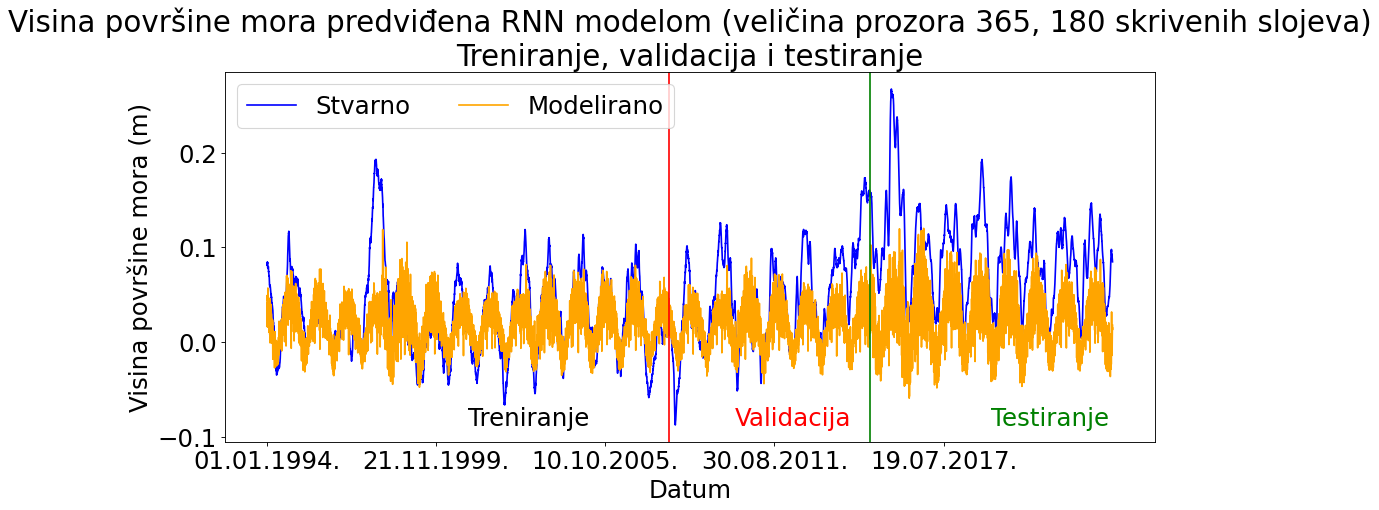 Visina površine mora predviđena RNN modelom (veličina prozora 365, 180 skrivenih slojeva)
Treniranje, validacija i testiranje
Stvarno
Modelirano
Visina površine mora (m)
0.2
0.1
0.0
−0.1
Treniranje
Validacija
Testiranje
01.01.1994.
21.11.1999.
10.10.2005.
30.08.2011.
19.07.2017.
Datum